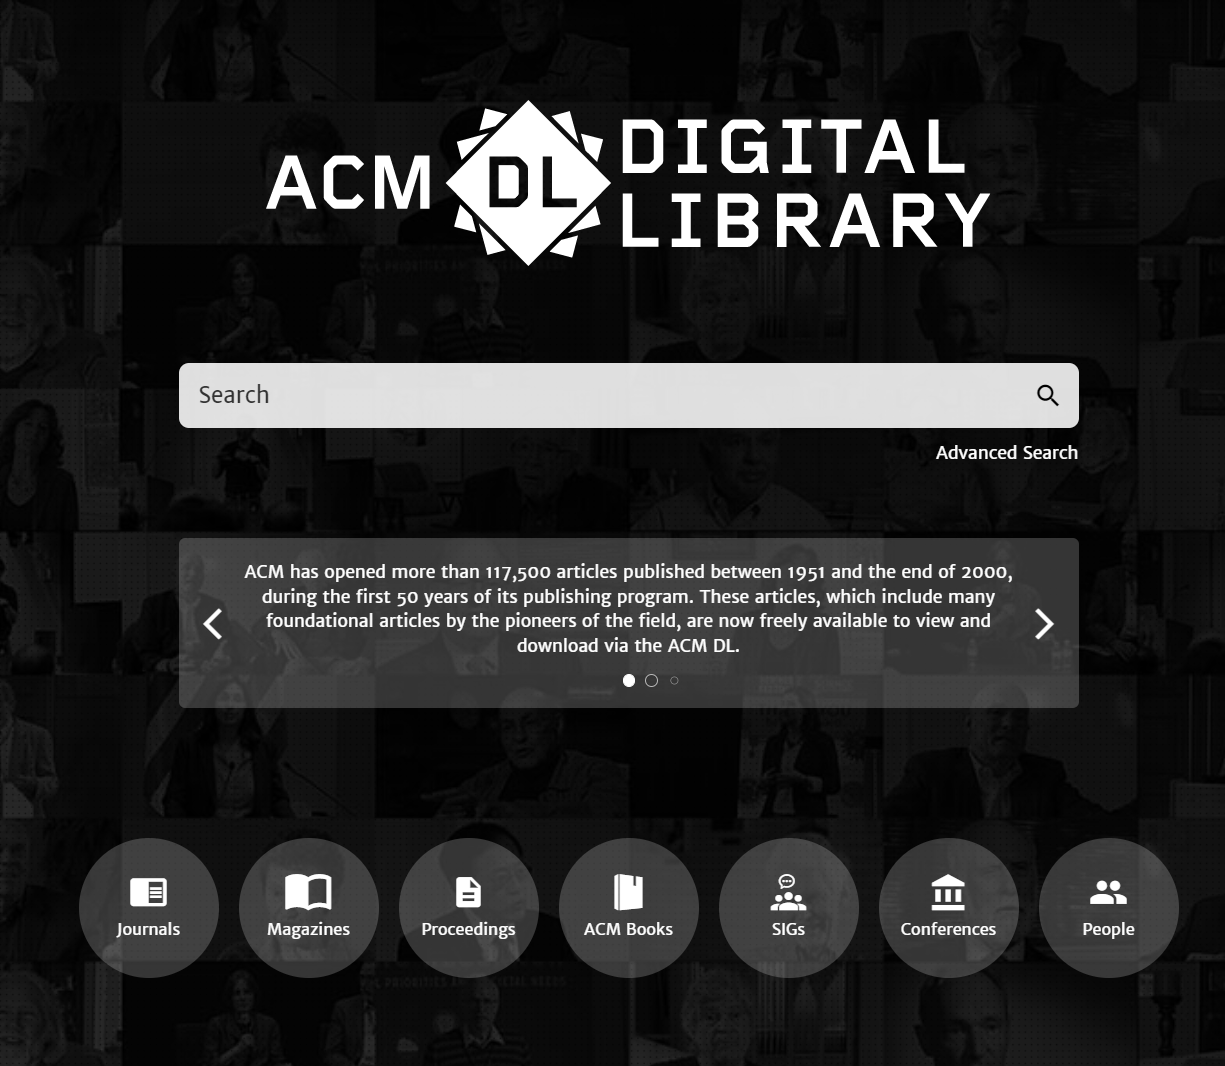 ACM
DL
DIGITAL
LIBRARY
Search
Advanced Search
ACM has opened more than 117,500 articles published between 1951 and the end of 2000,
during the first 50 years of its publishing program. These articles, which include many
foundational articles by the pioneers of the field, are now freely available to view and
download via the ACM DL.
Journals
Magazines
Proceedings
ACM Books
SIGs
Conferences
People